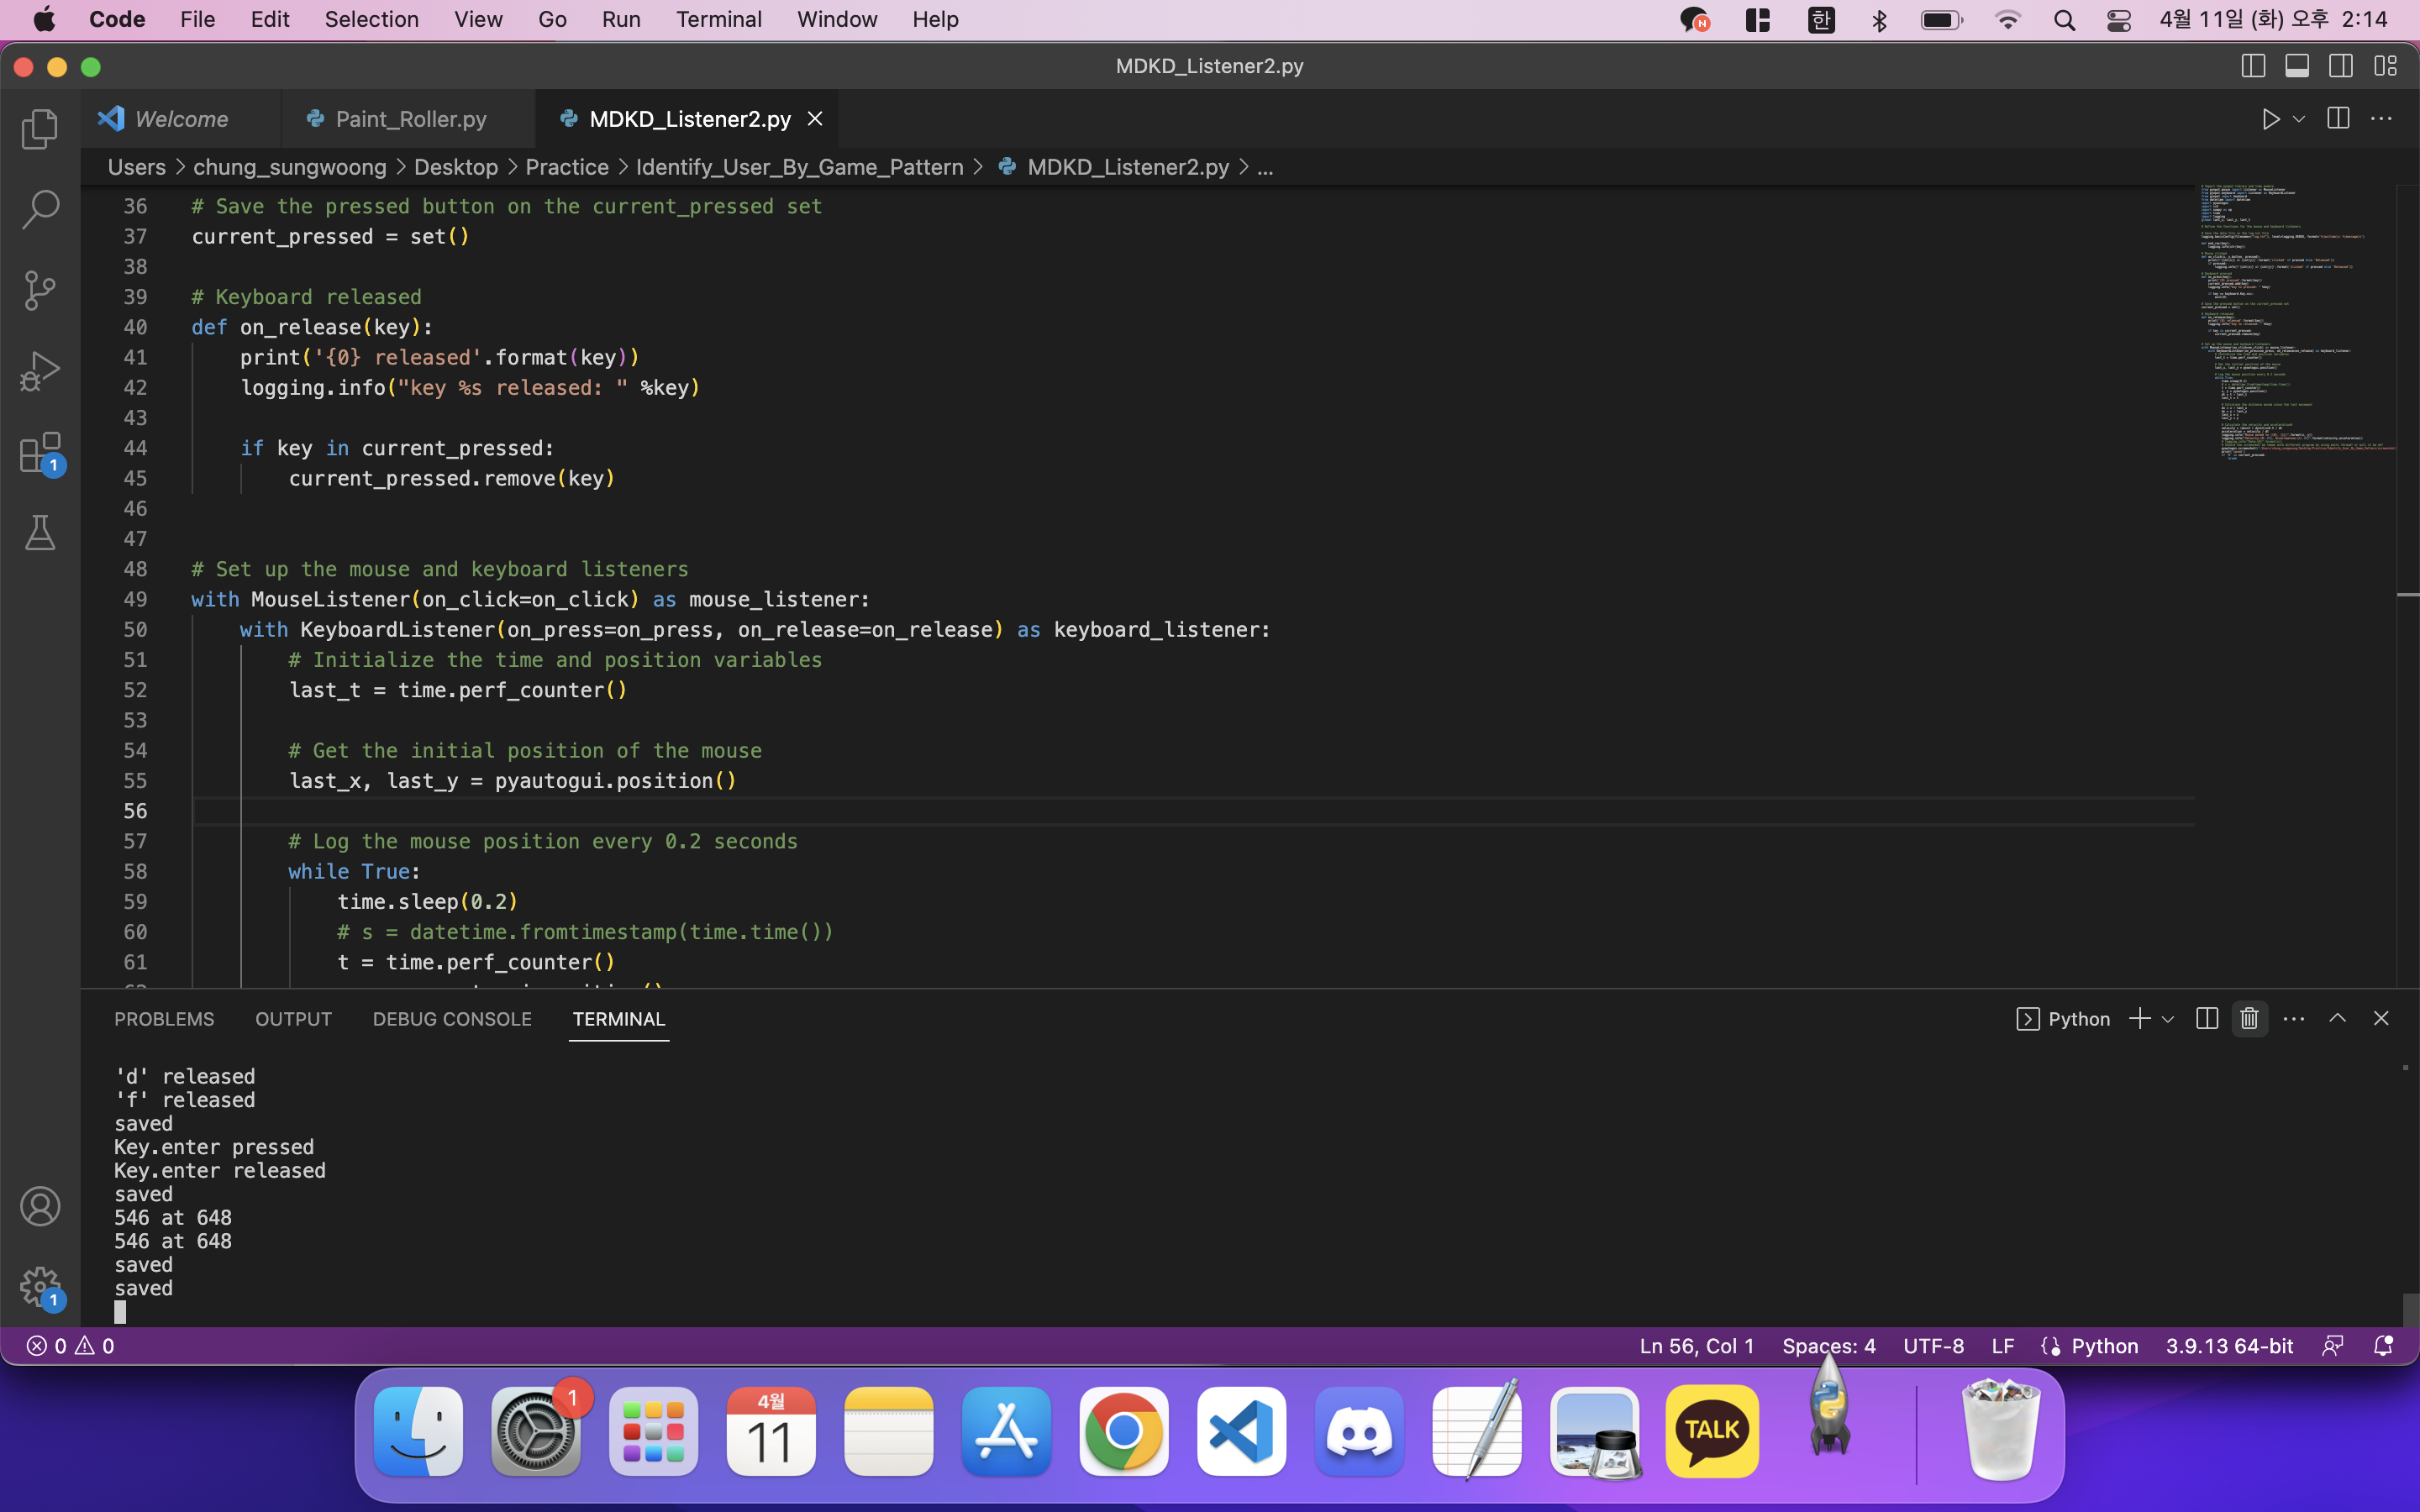 Code File Edit Selection View Go Run Terminal Window Help
N 한 4월 11일 (화) 오후 2:14
MDKD_Listener2.py
Welcome Paint_Roller.py MDKD_Listener2.py
Users > chung_sungwoong > Desktop > Practice > Identify_User_By_Game_Pattern > MDKD_Listener2.py > ...
36 # Save the pressed button on the current_pressed set
37 current_pressed = set()
38
39 # Keyboard released
40 def on_release(key):
41 print('{0} released'.format(key))
42 logging.info("key %s released: " %key)
43
44 if key in current_pressed:
45 current_pressed.remove(key)
46
47
48 # Set up the mouse and keyboard listeners
49 with MouseListener(on_click=on_click) as mouse_listener:
50 with KeyboardListener(on_press=on_press, on_release=on_release) as keyboard_listener:
51 # Initialize the time and position variables
52 last_t = time.perf_counter()
53
54 # Get the initial position of the mouse
55 last_x, last_y = pyautogui.position()
56
57 # Log the mouse position every 0.2 seconds
58 while True:
59 time.sleep(0.2)
60 # s = datetime.fromtimestamp(time.time())
61 t = time.perf_counter()
1
PROBLEMS OUTPUT DEBUG CONSOLE TERMINAL Python
'd' released
'f' released
saved
Key.enter pressed
Key.enter released
saved
546 at 648
546 at 648
saved
saved
1
0 0 Ln 56, Col 1 Spaces: 4 UTF-8 LF Python 3.9.13 64-bit
1
4월
11
TALK